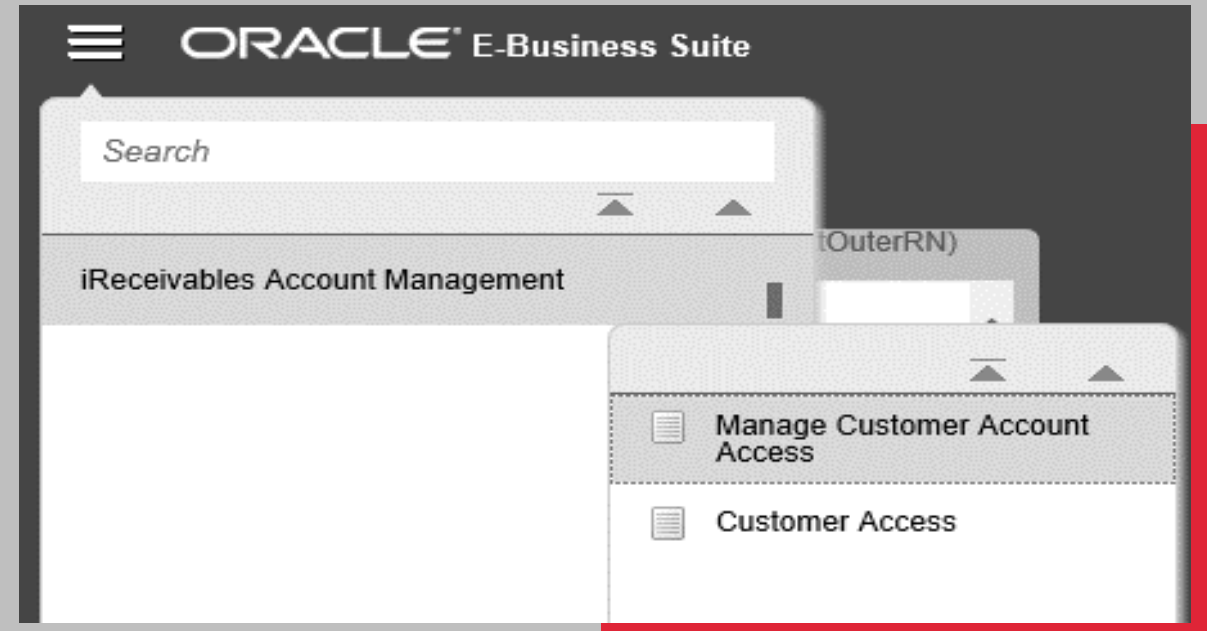 ORACLE E-Business Suite
Search
tOuterRN)
iReceivables Account Management
Manage Customer Account
Access
Customer Access